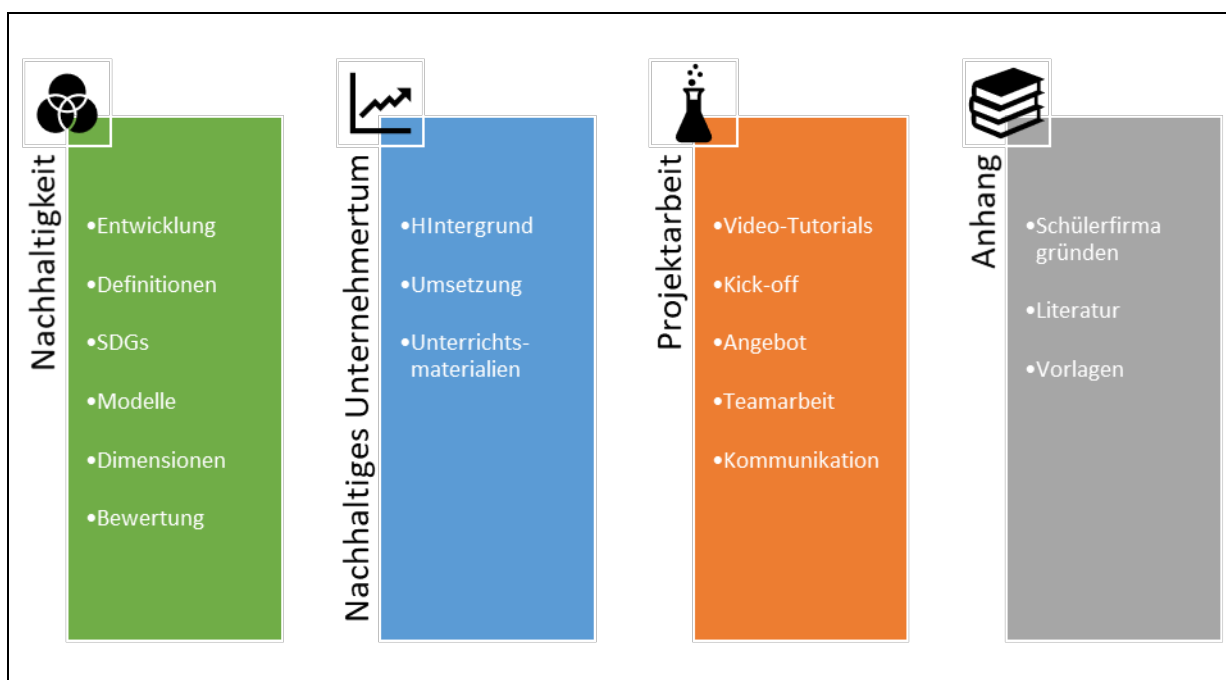 Nachhaltigkeit
•Entwicklung
•Definitionen
•SDGs
•Modelle
•Dimensionen
•Bewertung
Nachhaltiges Unternehmertum
•HIntergrund
•Umsetzung
•Unterrichts-
materialien
Projektarbeit
•Video-Tutorials
•Kick-off
•Angebot
•Teamarbeit
•Kommunikation
Anhang
•Schülerfirma
gründen
•Literatur
•Vorlagen